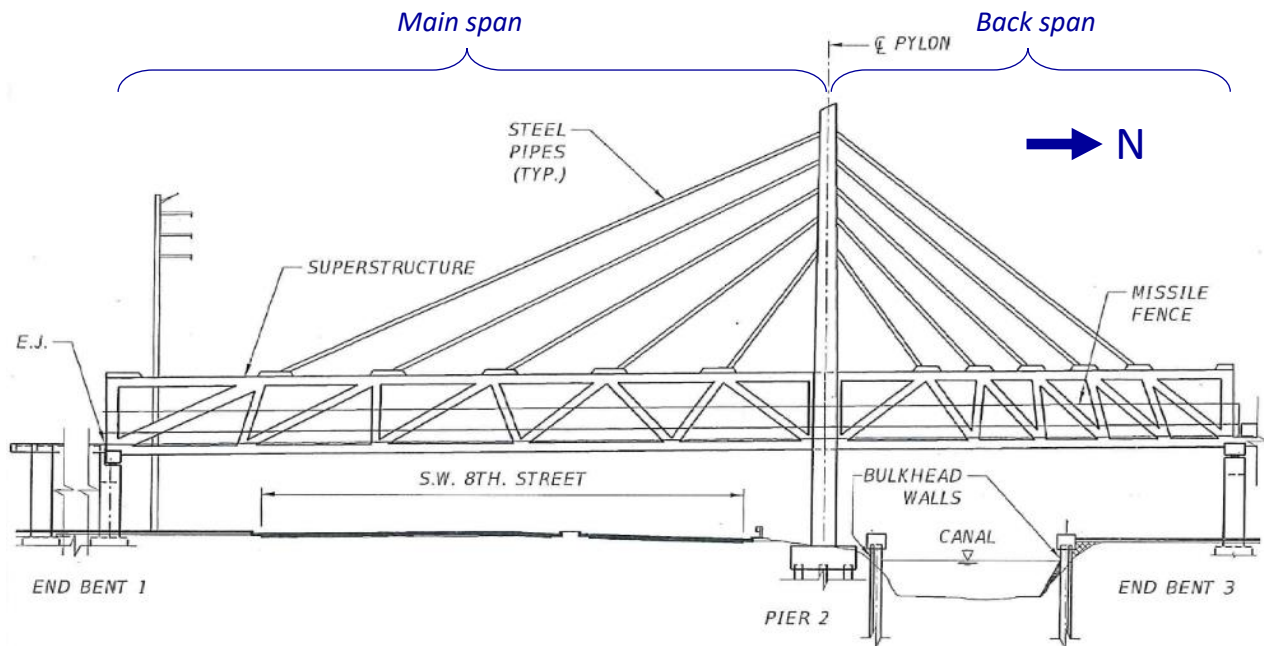 Main span
Back span
℄ PYLON
STEEL
PIPES
(TYP.)
N
SUPERSTRUCTURE
MISSILE
FENCE
E.J.
S.W. 8TH. STREET
BULKHEAD
WALLS
CANAL
END BENT 1
PIER 2
END BENT 3